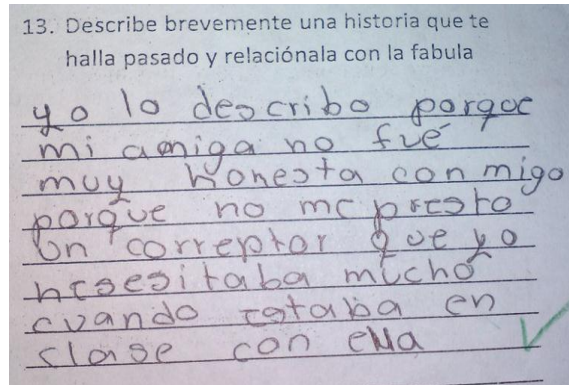 13. Describe brevemente una historia que te
halla pasado y relaciónala con la fabula
yo lo describo porque
mi amiga no fué
muy honesta con migo
porque no me presto
un correptor que yo
nesesitaba mucho
cuando estaba en
clase con ella